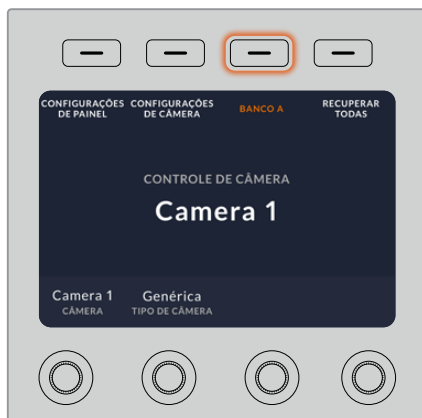 CONFIGURAÇÕES
DE PAINEL
CONFIGURAÇÕES
DE CÂMERA
BANCO A
RECUPERAR
TODAS
CONTROLE DE CÂMERA
Camera 1
Camera 1
CÂMERA
Genérica
TIPO DE CÂMERA